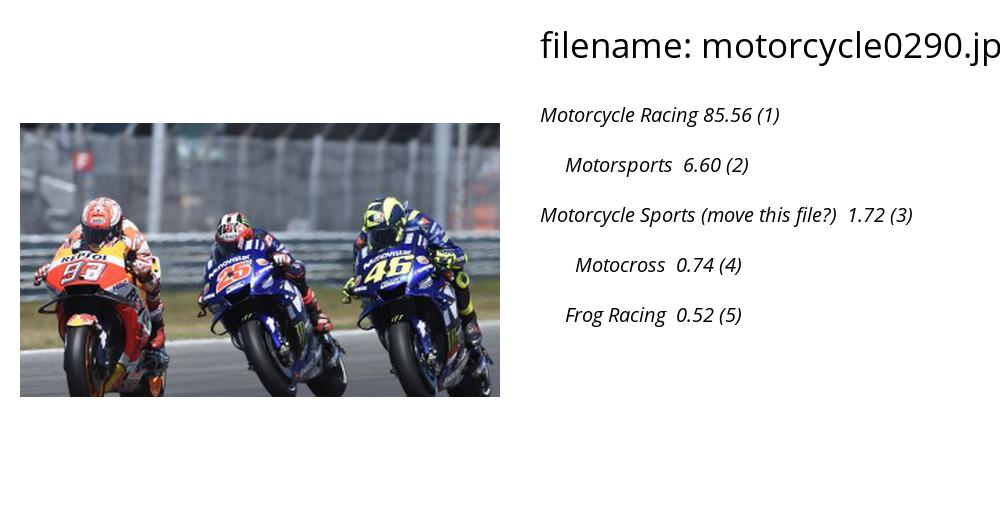 filename: motorcycle0290.jp
Motorcycle Racing 85.56 (1)
Motorsports 6.60 (2)
Motorcycle Sports (move this file?) 1.72 (3)
Motocross 0.74 (4)
Frog Racing 0.52 (5)
REPSOL
93
movistar
25
movistar
46